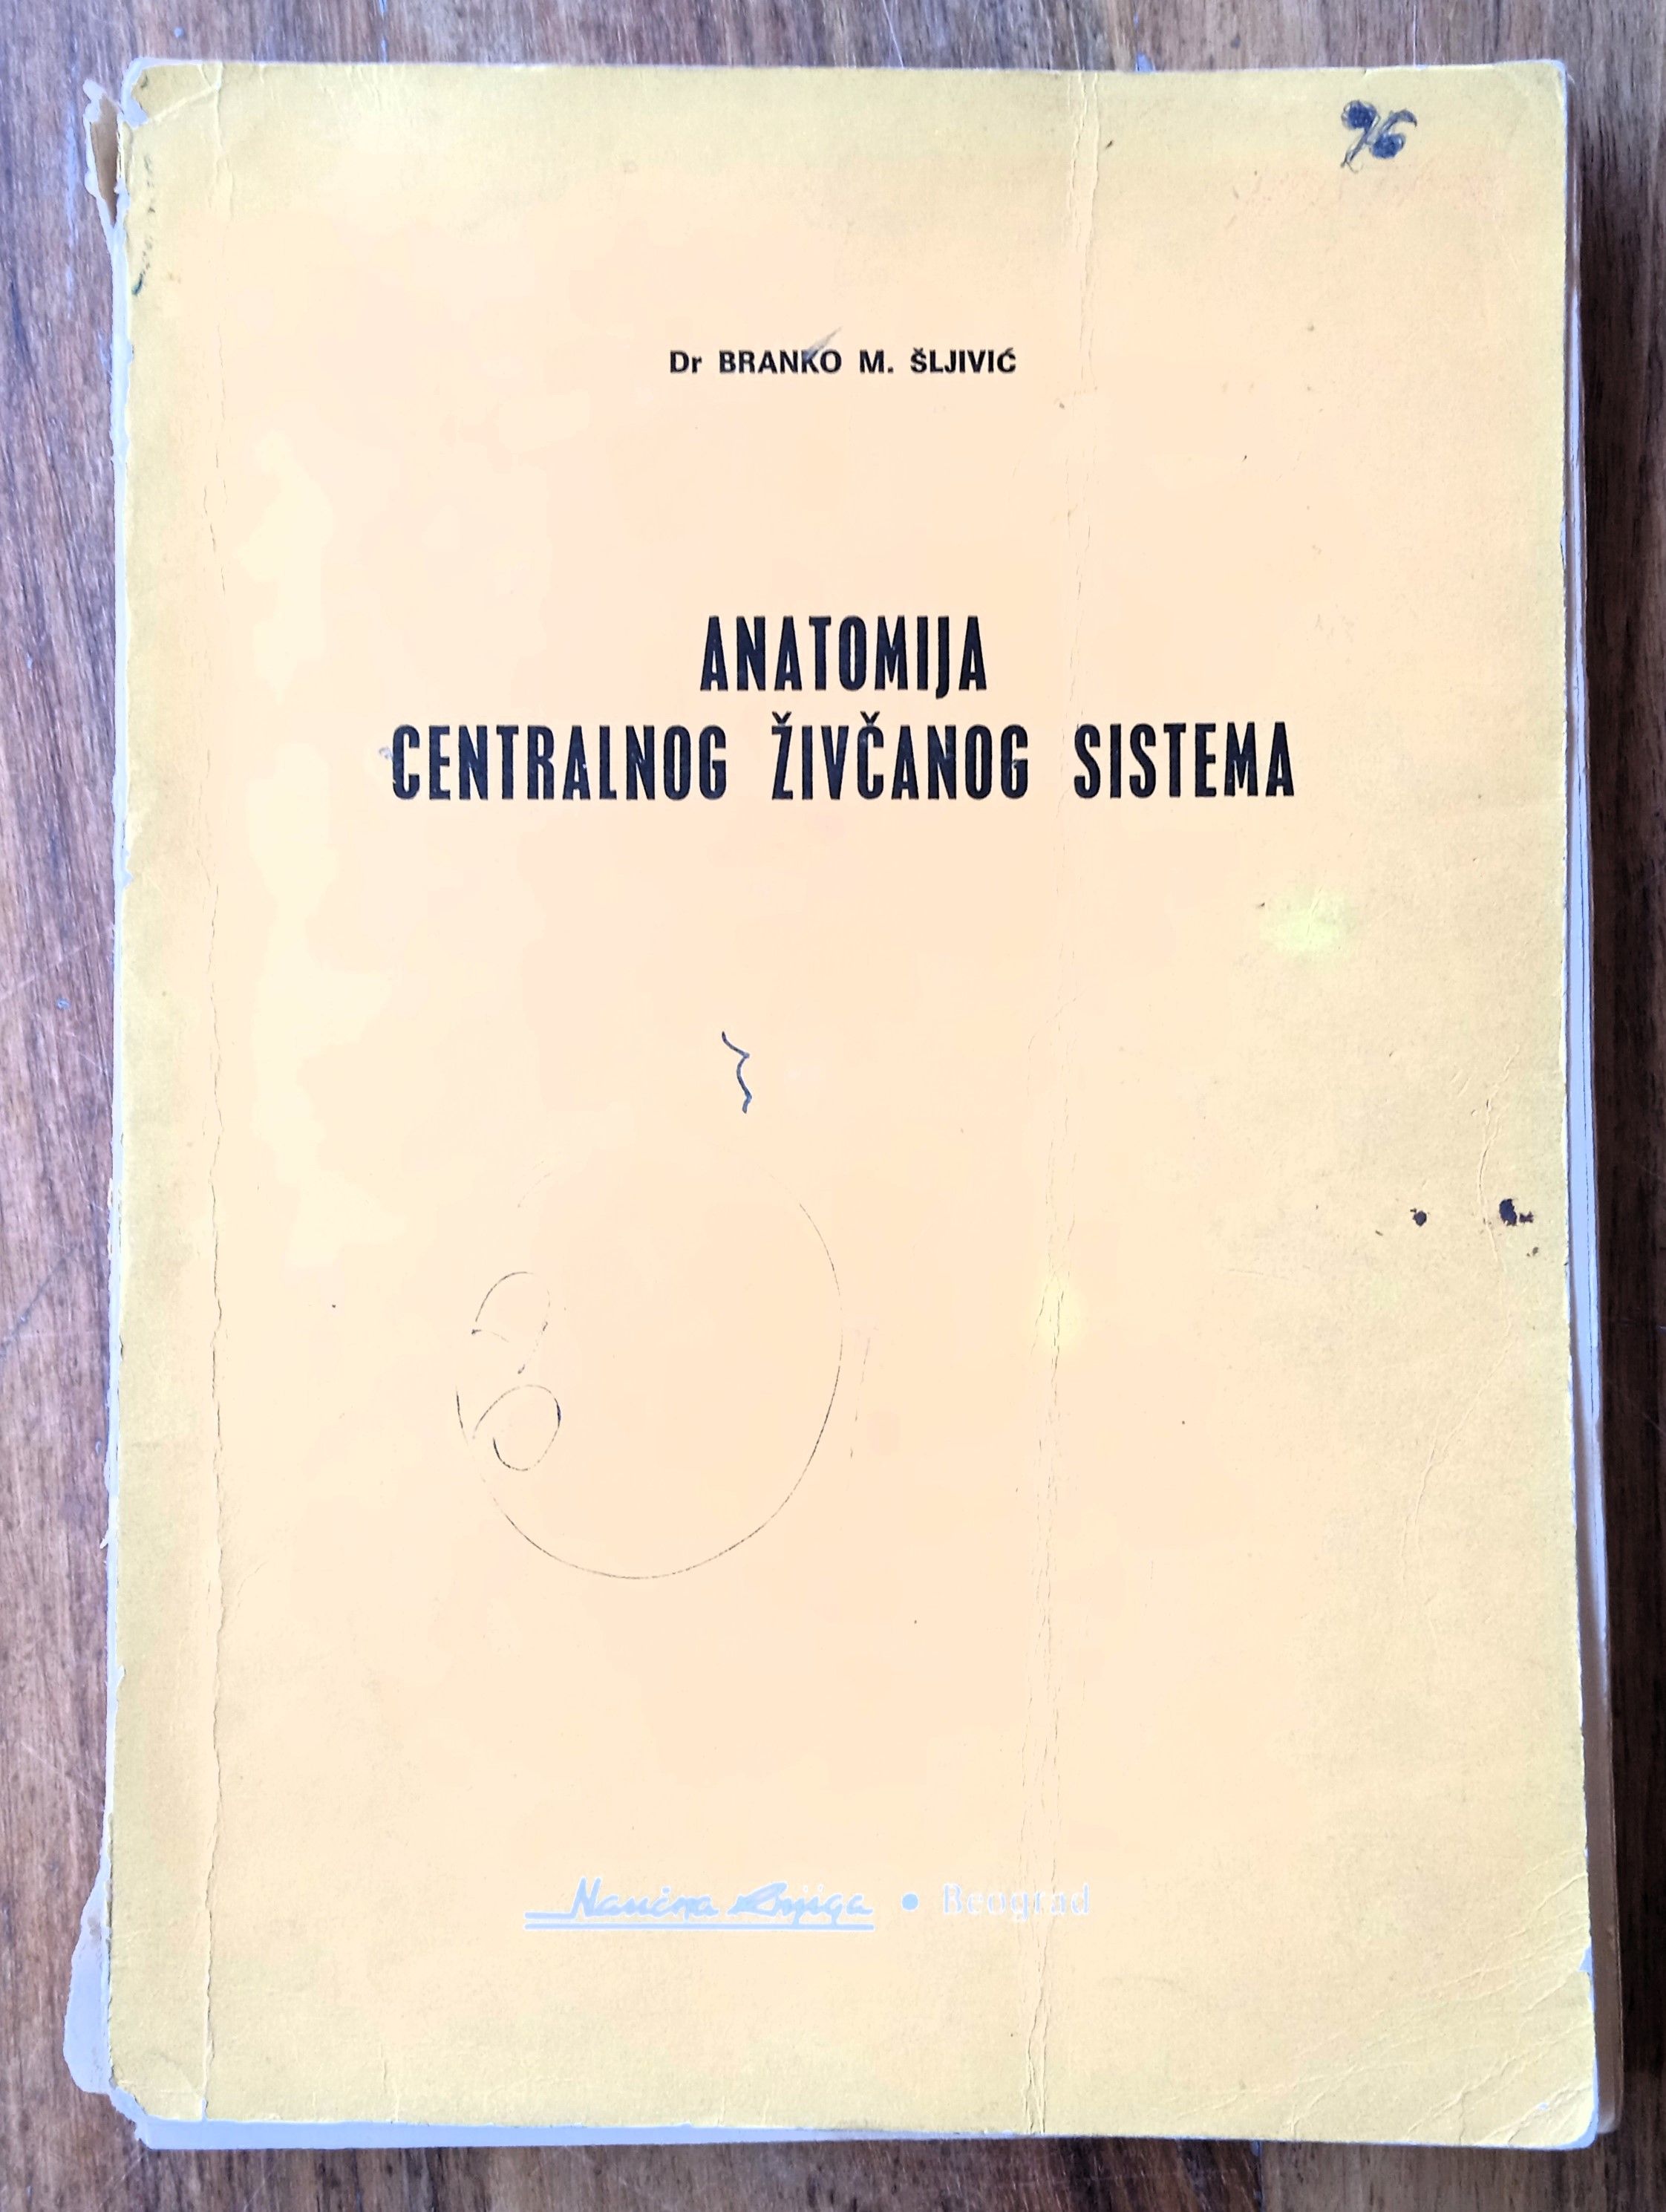 96
Dr BRANKO M. ŠLJIVIĆ
ANATOMIJA
CENTRALNOG ŽIVČANOG SISTEMA
Naučna Knjiga • Beograd